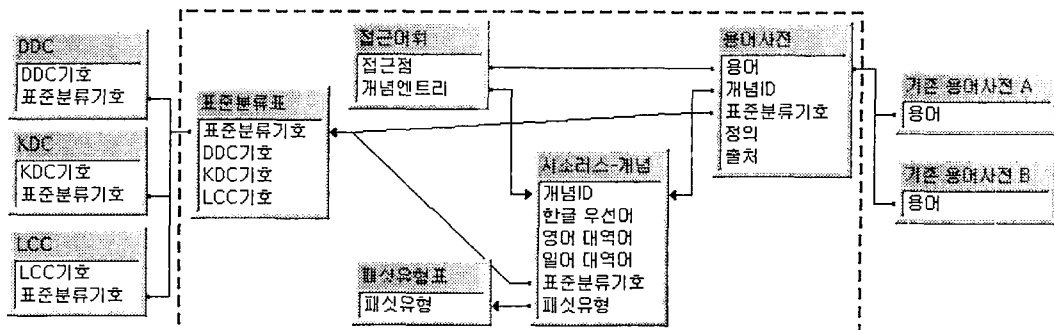 DDC
DDC기호
표준분류기호
KDC
KDC기호
표준분류기호
LCC
LCC기호
표준분류기호
표준분류표
표준분류기호
DDC기호
KDC기호
LCC기호
접근어휘
접근점
개념엔트리
패싯유형표
패싯유형
시소러스-개념
개념ID
한글 우선어
영어 대역어
일어 대역어
표준분류기호
패싯유형
용어사전
용어
개념ID
표준분류기호
정의
출처
기존 용어사전 A
용어
기존 용어사전 B
용어